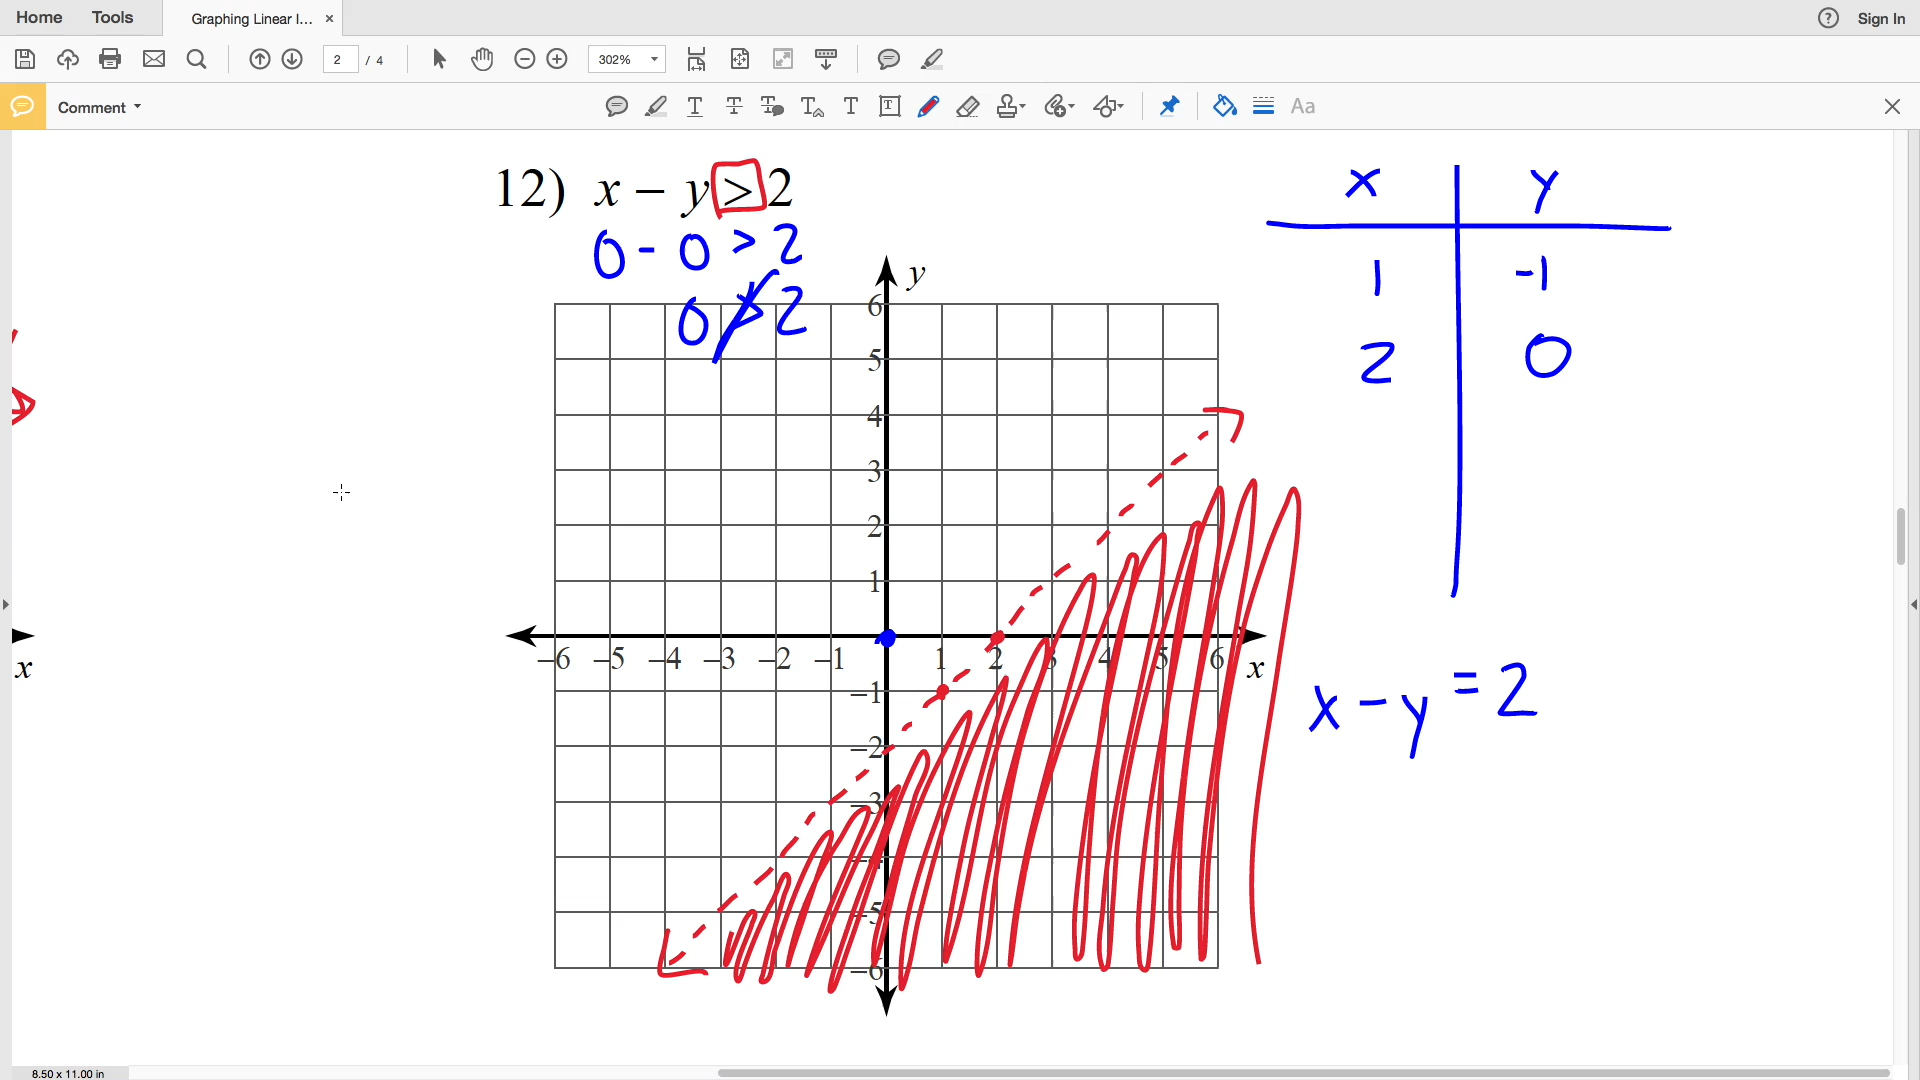 Home Tools Graphing Linear I... × ? Sign In
2 / 4 302%
Comment T T T T T T Aa
12) x − y > 2
0 - 0 > 2
0 ≯ 2
x y
1 -1
2 0
y
6
5
4
3
2
1
–6 –5 –4 –3 –2 –1 1 2 3 4 5 6 x
x
–1
–2
–3
–4
–5
–6
x - y = 2
8.50 x 11.00 in